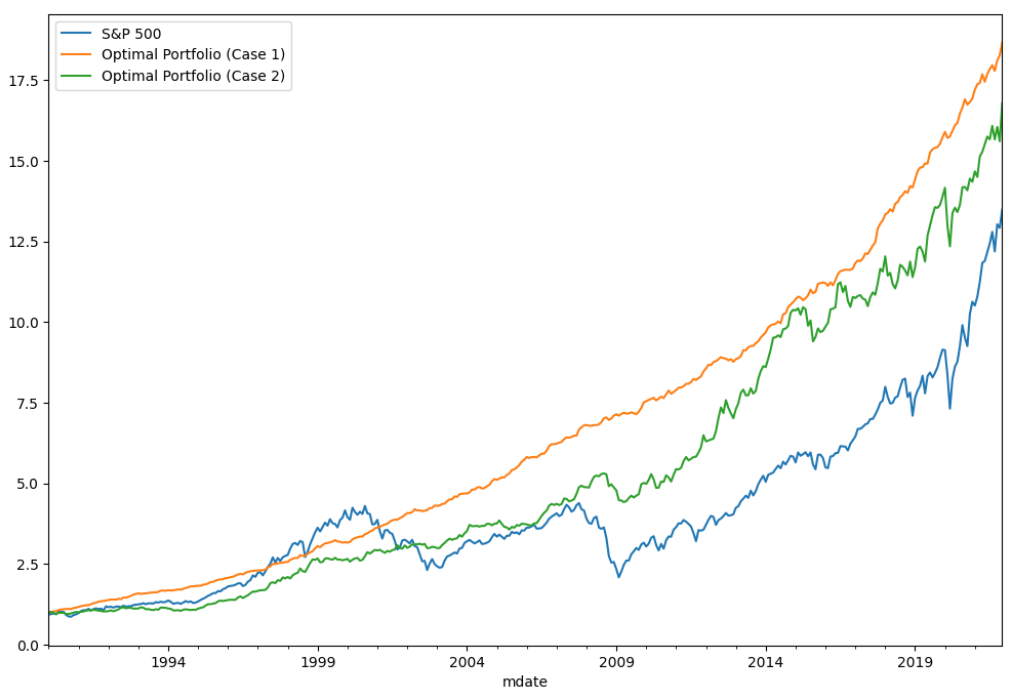 S&P 500
Optimal Portfolio (Case 1)
Optimal Portfolio (Case 2)
17.5
15.0
12.5
10.0
7.5
5.0
2.5
0.0
1994 1999 2004 2009 2014 2019
mdate